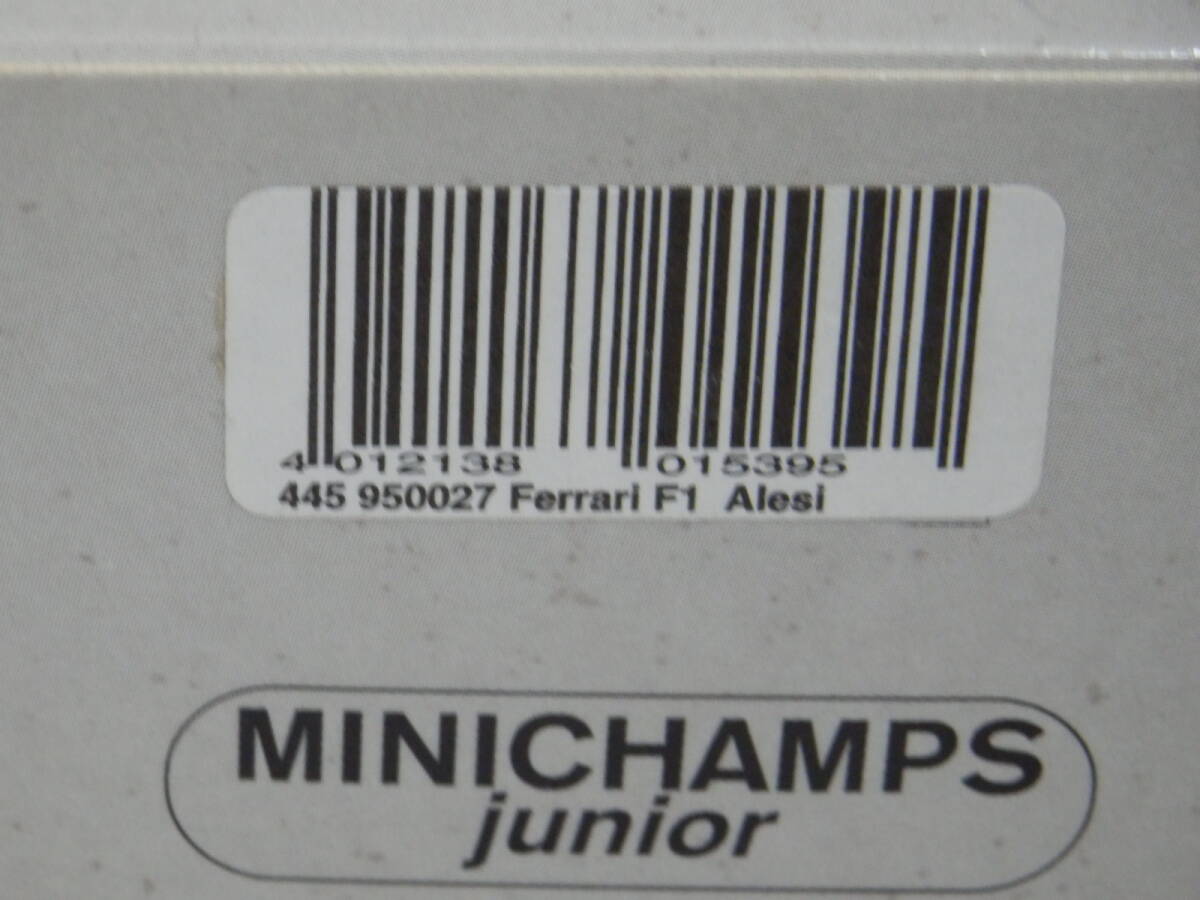 4 012138 015395
445 950027 Ferrari F1 Alesi
MINICHAMPS
junior